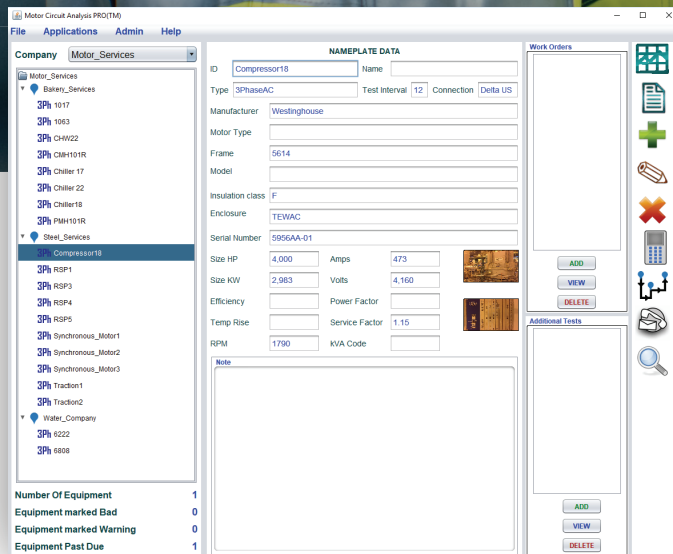 Motor Circuit Analysis PRO(TM)
File Applications Admin Help
Company Motor_Services
Motor_Services
Bakery_Services
3Ph 1017
3Ph 1063
3Ph CHW22
3Ph CMH101R
3Ph Chiller 17
3Ph Chiller 22
3Ph Chiller18
3Ph PMH101R
Steel_Services
3Ph Compressor18
3Ph RSP1
3Ph RSP3
3Ph RSP4
3Ph RSP5
3Ph Synchronous_Motor1
3Ph Synchronous_Motor2
3Ph Synchronous_Motor3
3Ph Traction1
3Ph Traction2
Water_Company
3Ph 6222
3Ph 6808
Number Of Equipment 1
Equipment marked Bad 0
Equipment marked Warning 0
Equipment Past Due 1
NAMEPLATE DATA
ID Compressor18 Name
Type 3PhaseAC Test Interval 12 Connection Delta US
Manufacturer Westinghouse
Motor Type
Frame 5614
Model
Insulation class F
Enclosure TEWAC
Serial Number 5956AA-01
Size HP 4,000 Amps 473
Size KW 2,983 Volts 4,160
Efficiency Power Factor
Temp Rise Service Factor 1.15
RPM 1790 kVA Code
Note
Work Orders
ADD
VIEW
DELETE
Additional Tests
ADD
VIEW
DELETE